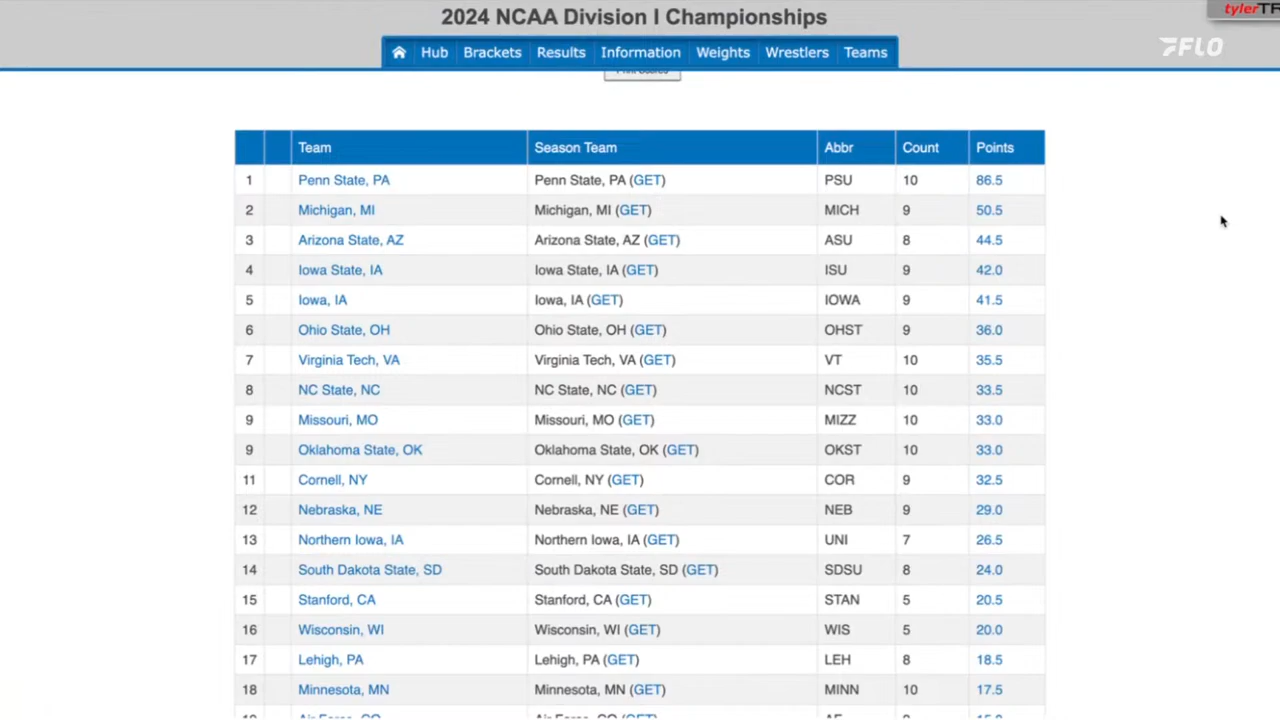 2024 NCAA Division I Championships
tylerTR
Hub Brackets Results Information Weights Wrestlers Teams
FLO
Print Scores
Team Season Team Abbr Count Points
1 Penn State, PA Penn State, PA (GET) PSU 10 86.5
2 Michigan, MI Michigan, MI (GET) MICH 9 50.5
3 Arizona State, AZ Arizona State, AZ (GET) ASU 8 44.5
4 Iowa State, IA Iowa State, IA (GET) ISU 9 42.0
5 Iowa, IA Iowa, IA (GET) IOWA 9 41.5
6 Ohio State, OH Ohio State, OH (GET) OHST 9 36.0
7 Virginia Tech, VA Virginia Tech, VA (GET) VT 10 35.5
8 NC State, NC NC State, NC (GET) NCST 10 33.5
9 Missouri, MO Missouri, MO (GET) MIZZ 10 33.0
9 Oklahoma State, OK Oklahoma State, OK (GET) OKST 10 33.0
11 Cornell, NY Cornell, NY (GET) COR 9 32.5
12 Nebraska, NE Nebraska, NE (GET) NEB 9 29.0
13 Northern Iowa, IA Northern Iowa, IA (GET) UNI 7 26.5
14 South Dakota State, SD South Dakota State, SD (GET) SDSU 8 24.0
15 Stanford, CA Stanford, CA (GET) STAN 5 20.5
16 Wisconsin, WI Wisconsin, WI (GET) WIS 5 20.0
17 Lehigh, PA Lehigh, PA (GET) LEH 8 18.5
18 Minnesota, MN Minnesota, MN (GET) MINN 10 17.5